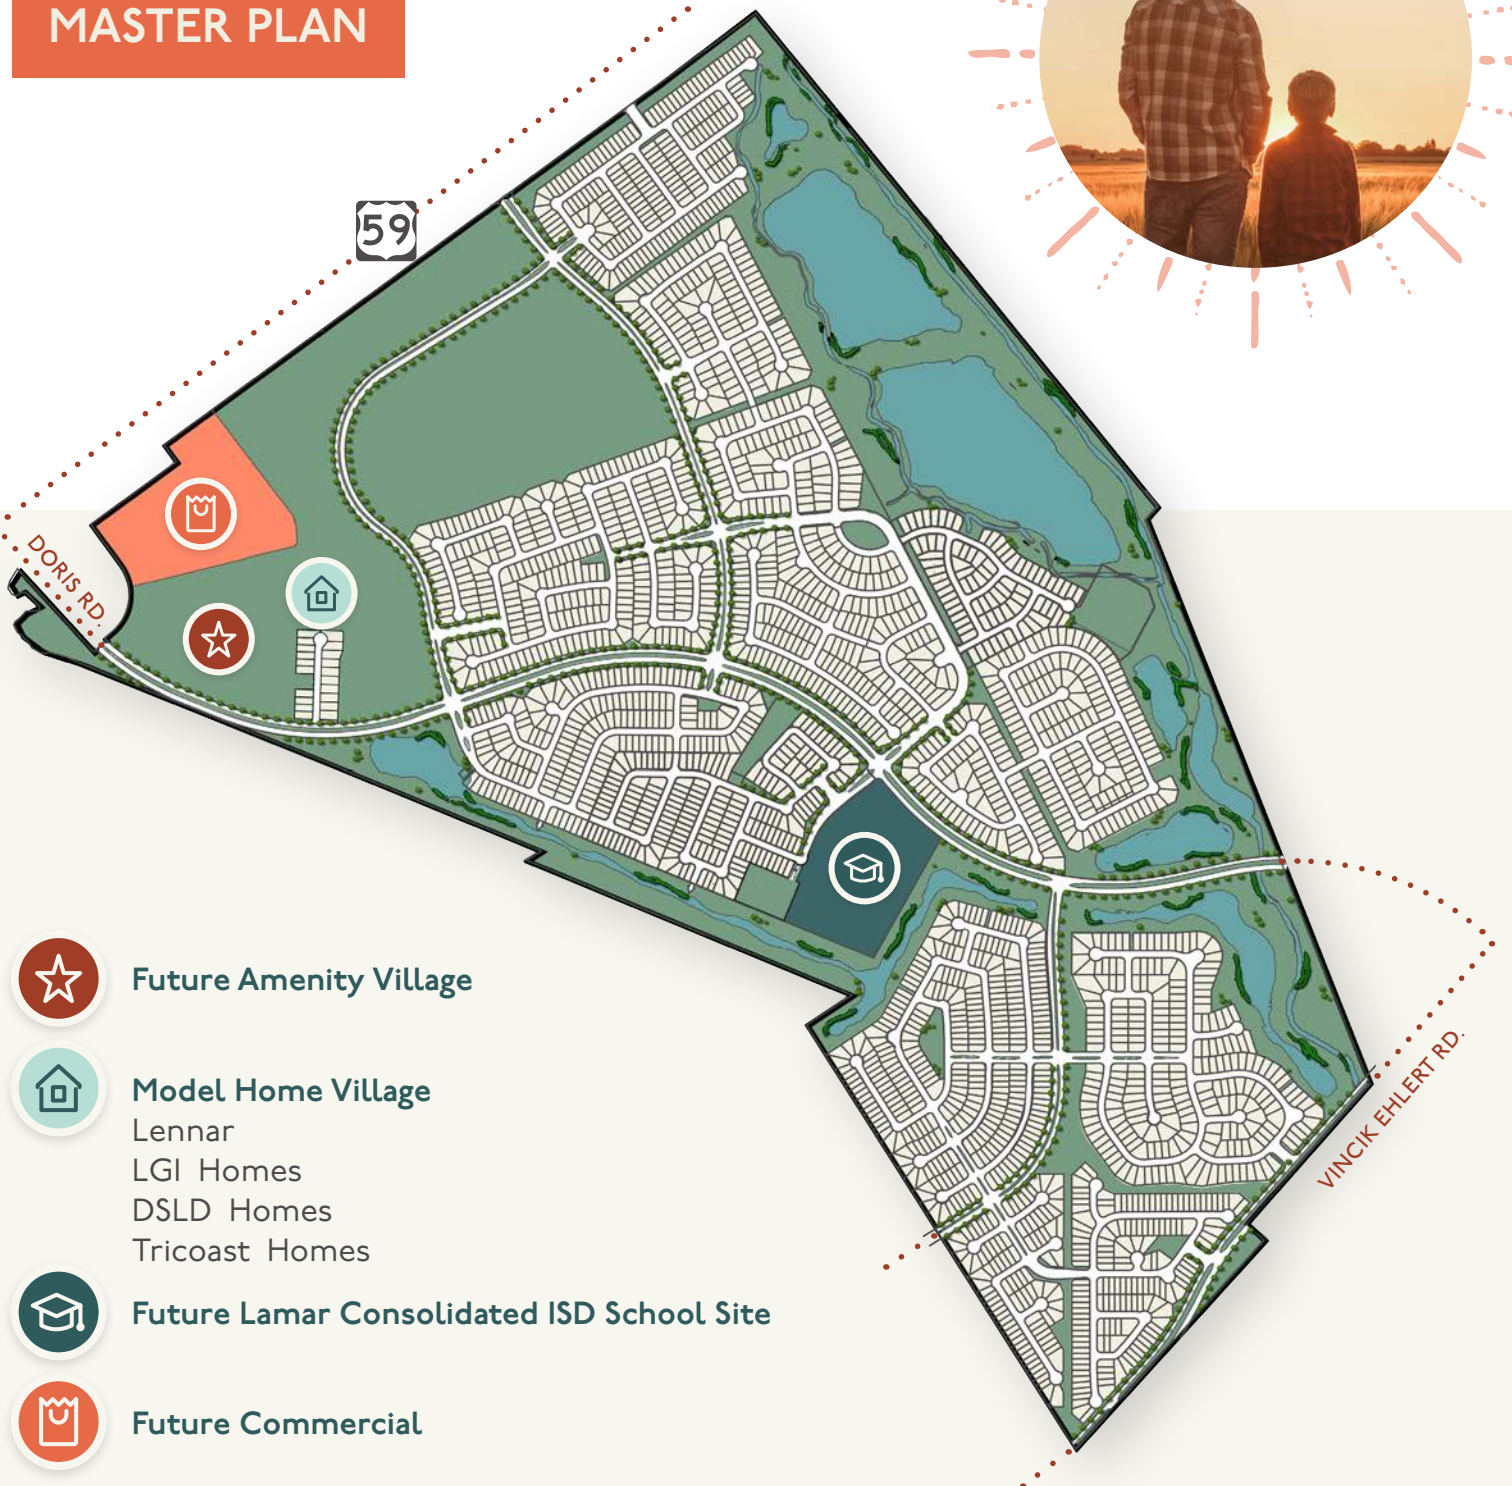 MASTER PLAN
59
DORIS RD.
VINCIK EHLERT RD.
Future Amenity Village
Model Home Village
Lennar
LGI Homes
DSLD Homes
Tricoast Homes
Future Lamar Consolidated ISD School Site
Future Commercial